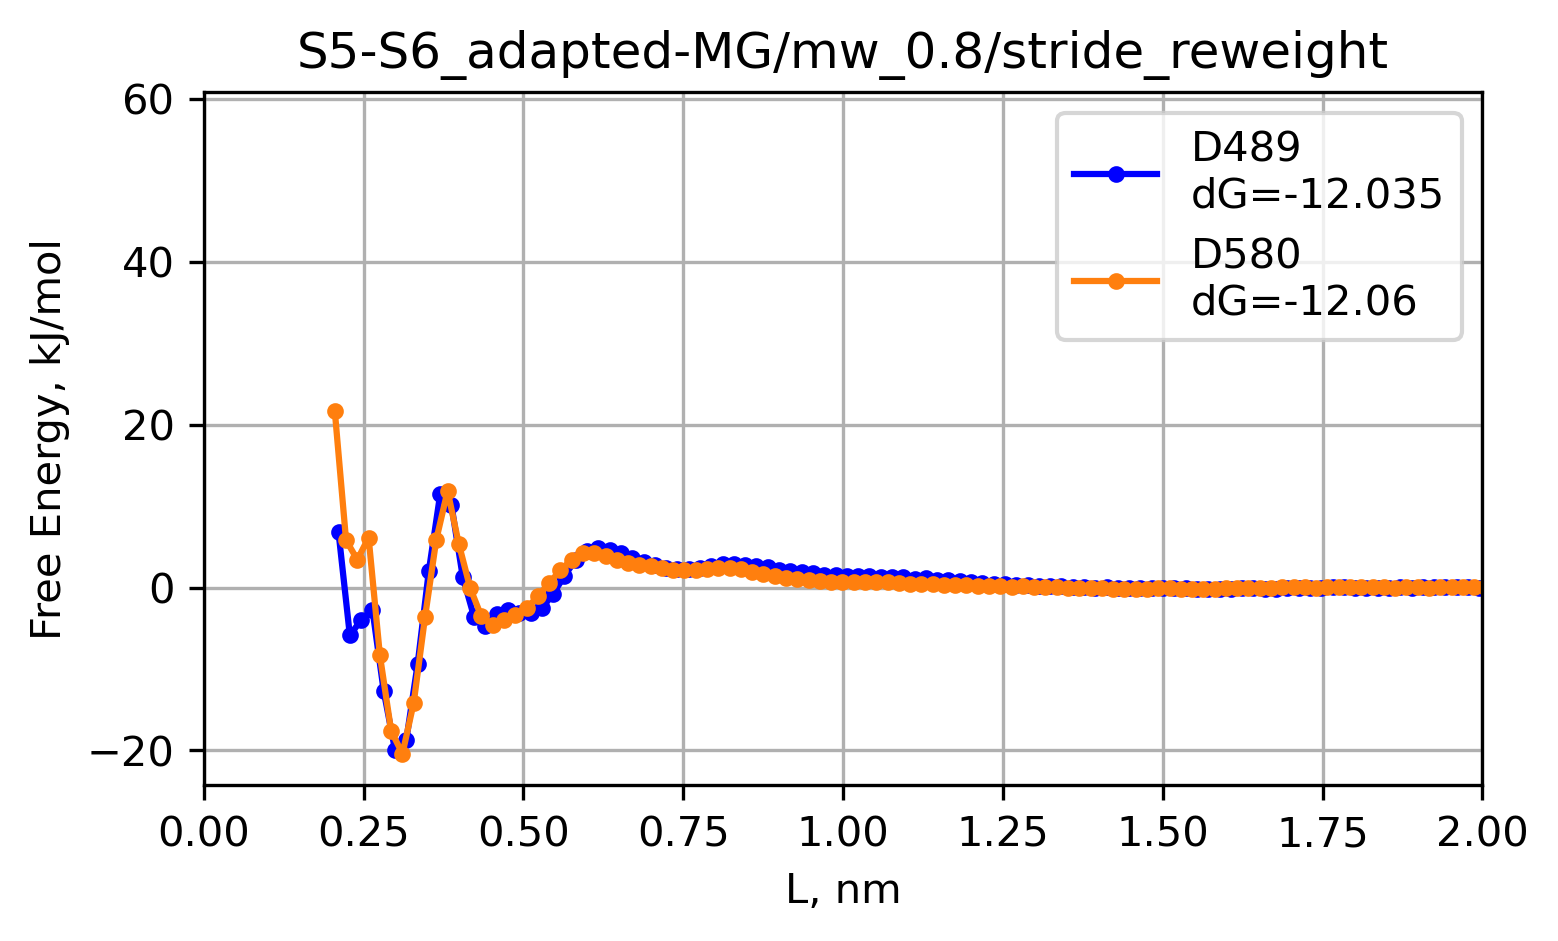 S5-S6_adapted-MG/mw_0.8/stride_reweight
60
40
20
0
−20
Free Energy, kJ/mol
D489
dG=-12.035
D580
dG=-12.06
0.00 0.25 0.50 0.75 1.00 1.25 1.50 1.75 2.00
L, nm